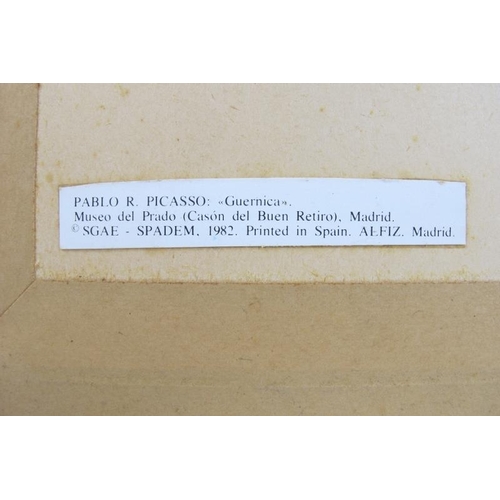 PABLO R. PICASSO: «Guernica».
Museo del Prado (Casón del Buen Retiro), Madrid.
© SGAE - SPADEM, 1982. Printed in Spain. ALFIZ. Madrid.